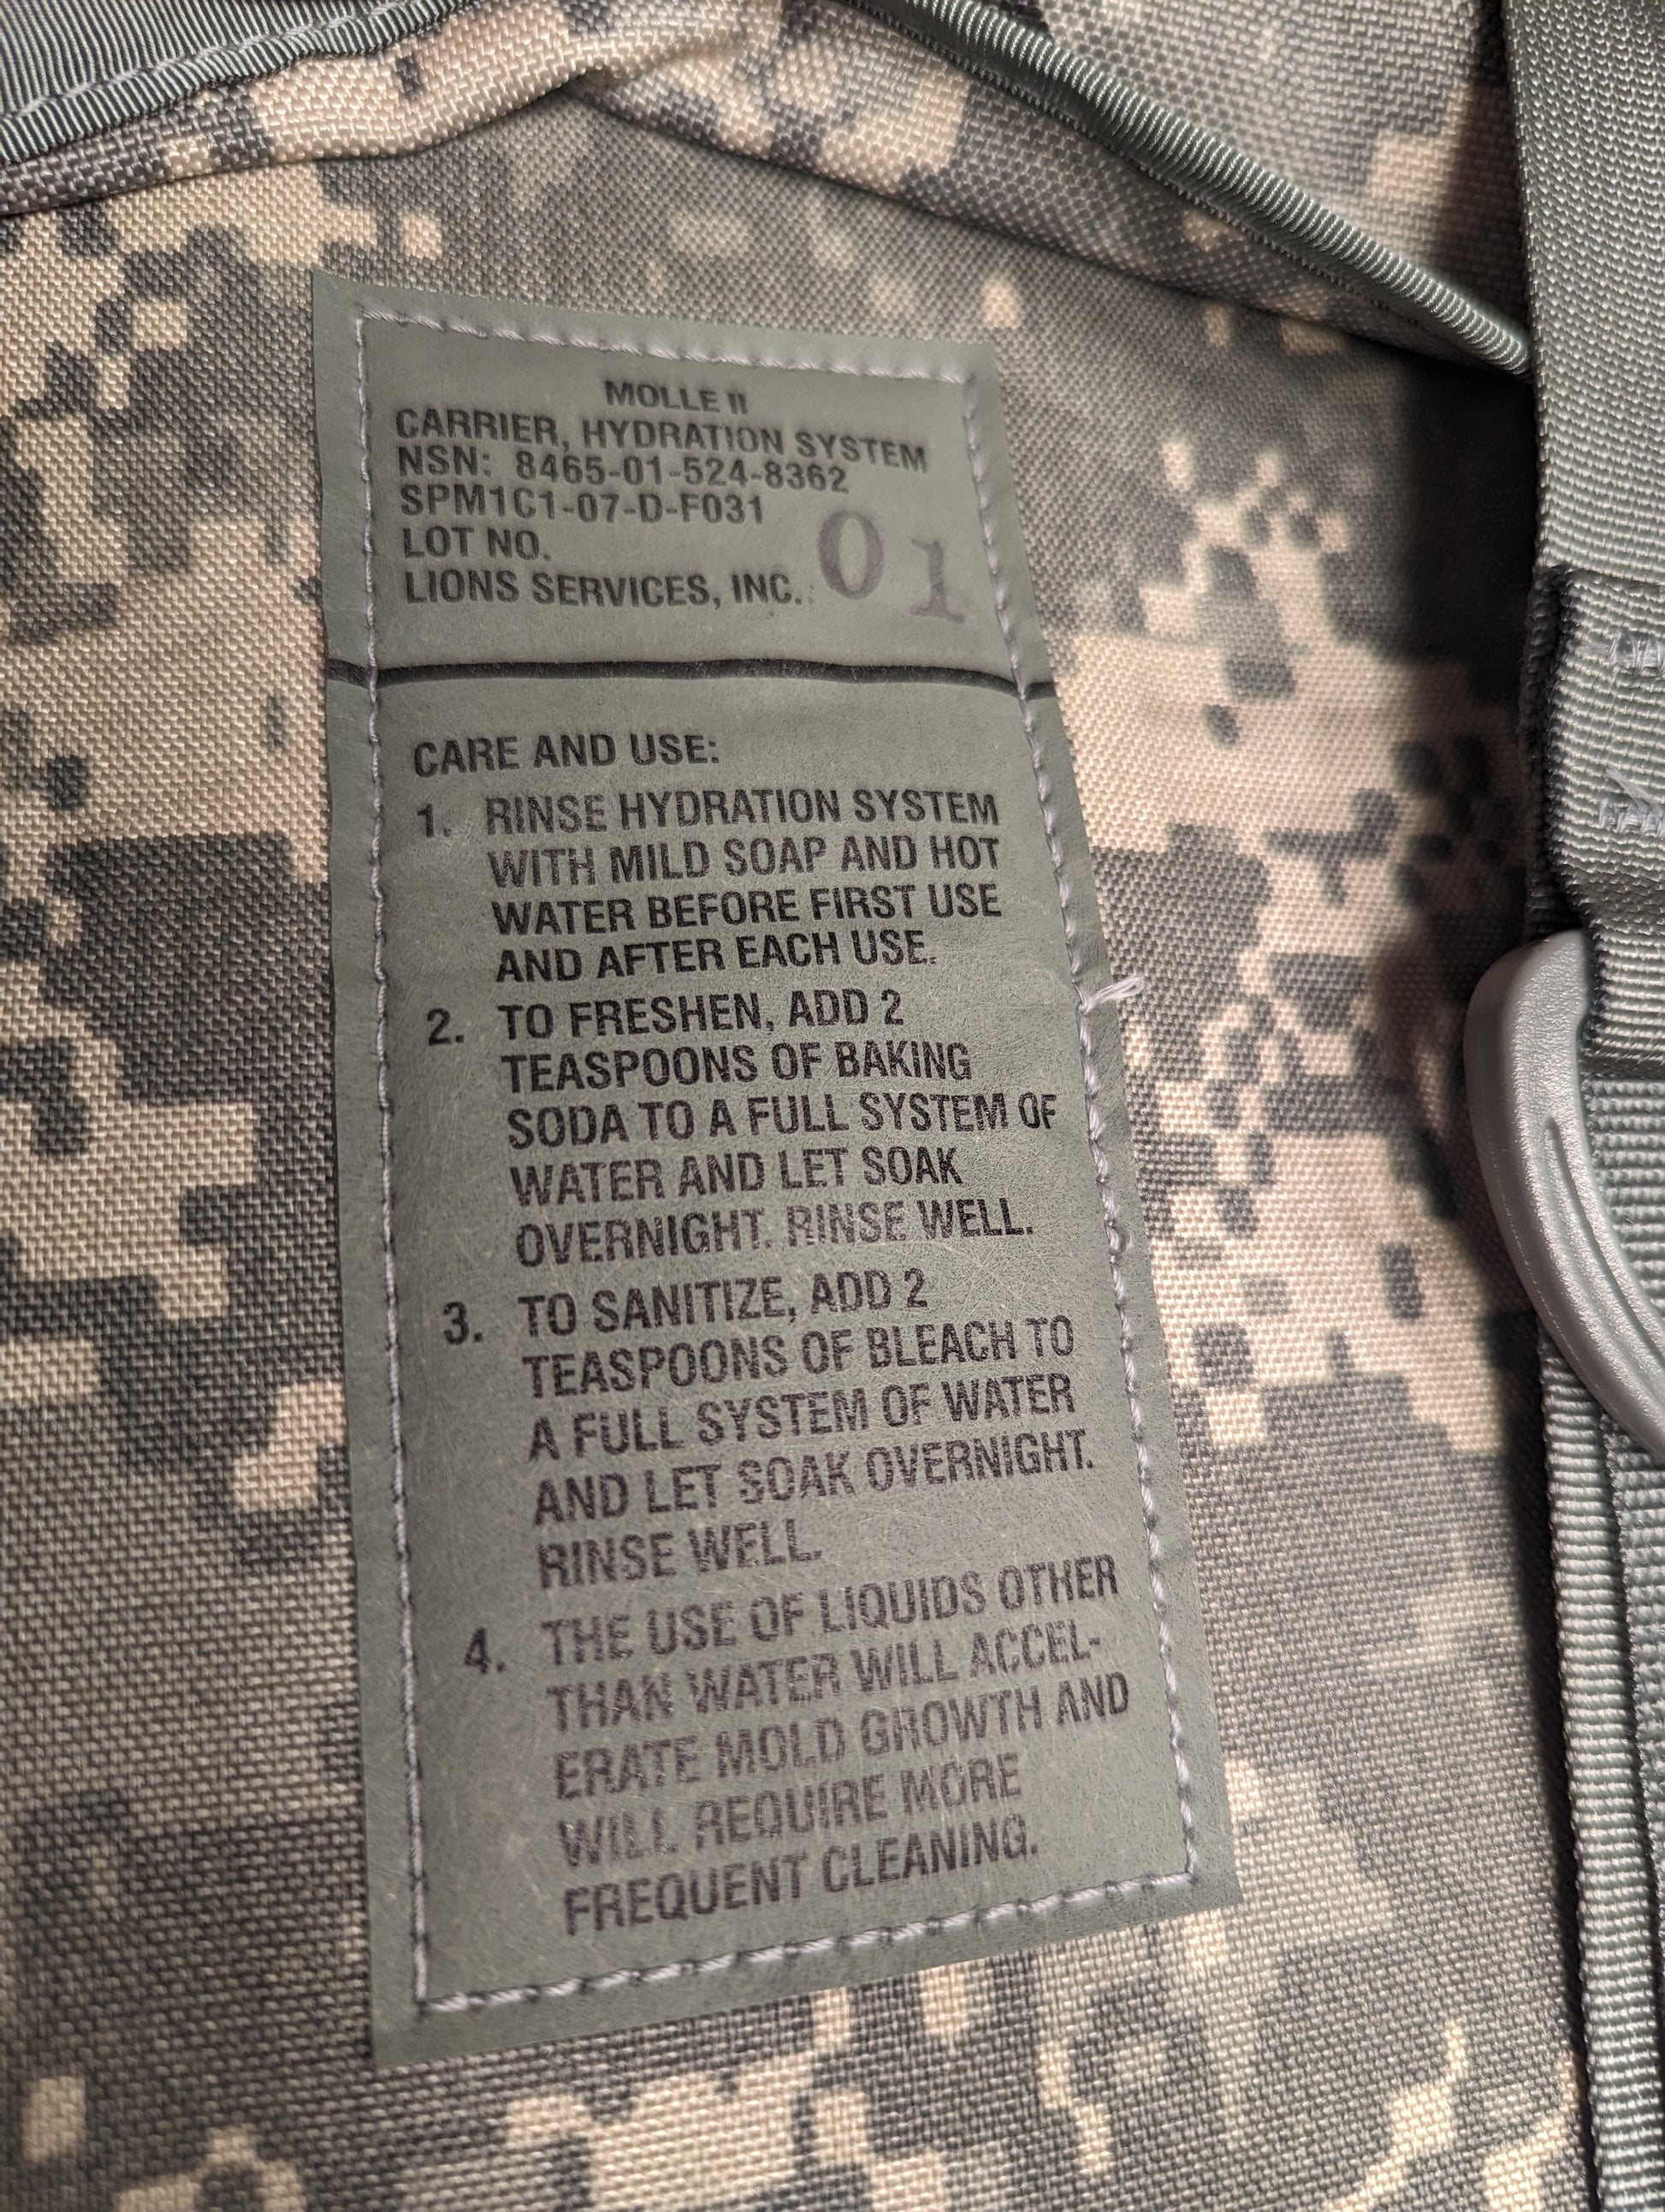 MOLLE II
CARRIER, HYDRATION SYSTEM
NSN: 8465-01-524-8362
SPM1C1-07-D-F031
LOT NO. 01
LIONS SERVICES, INC.
CARE AND USE:
1. RINSE HYDRATION SYSTEM
WITH MILD SOAP AND HOT
WATER BEFORE FIRST USE
AND AFTER EACH USE.
2. TO FRESHEN, ADD 2
TEASPOONS OF BAKING
SODA TO A FULL SYSTEM OF
WATER AND LET SOAK
OVERNIGHT. RINSE WELL.
3. TO SANITIZE, ADD 2
TEASPOONS OF BLEACH TO
A FULL SYSTEM OF WATER
AND LET SOAK OVERNIGHT.
RINSE WELL.
4. THE USE OF LIQUIDS OTHER
THAN WATER WILL ACCEL-
ERATE MOLD GROWTH AND
WILL REQUIRE MORE
FREQUENT CLEANING.